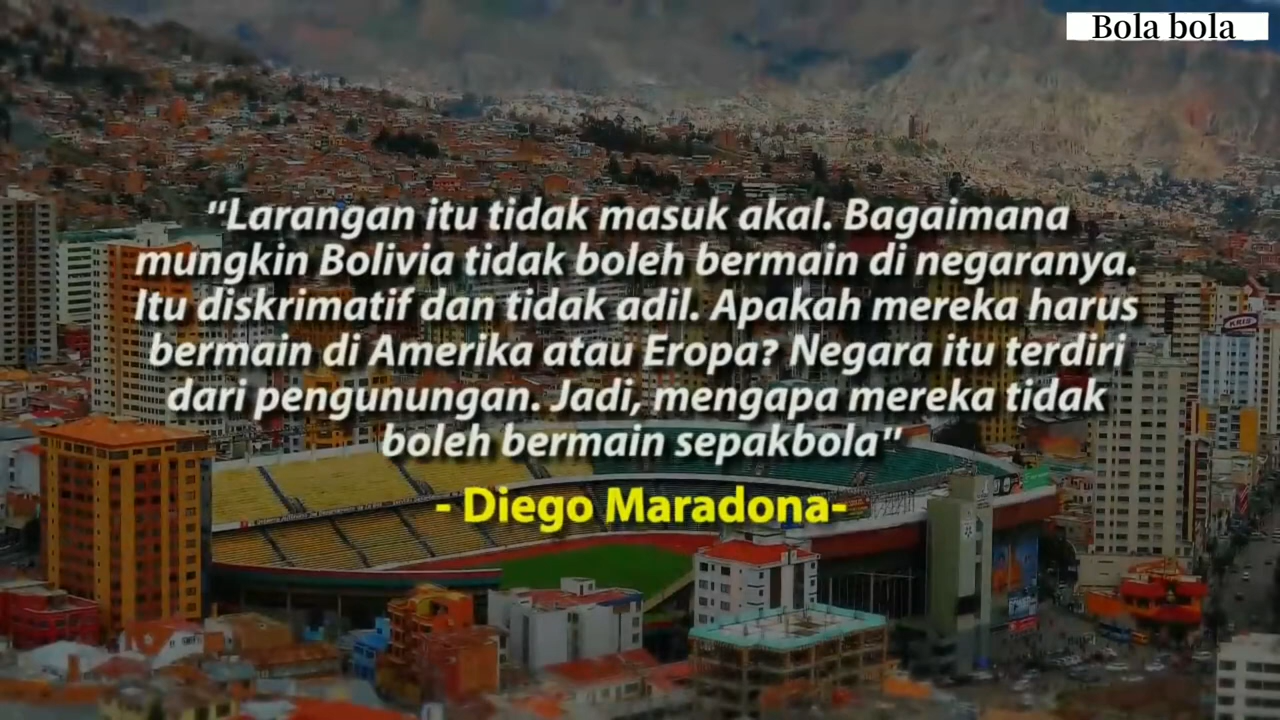 Bola bola
"Larangan itu tidak masuk akal. Bagaimana
mungkin Bolivia tidak boleh bermain di negaranya.
Itu diskrimatif dan tidak adil. Apakah mereka harus
bermain di Amerika atau Eropa? Negara itu terdiri
dari pengunungan. Jadi, mengapa mereka tidak
boleh bermain sepakbola"
- Diego Maradona-
KRIS